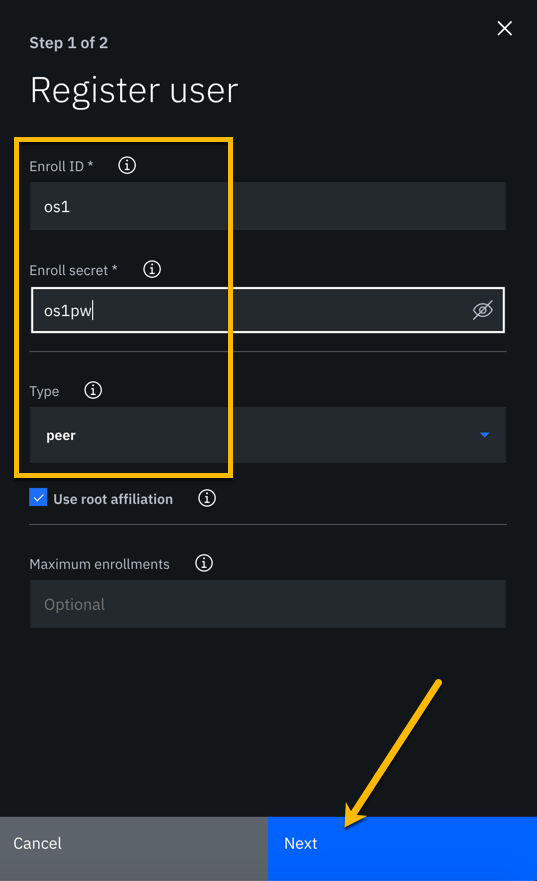 Step 1 of 2
Register user
Enroll ID *
os1
Enroll secret *
os1pw
Type
peer
Use root affiliation
Maximum enrollments
Optional
Cancel
Next